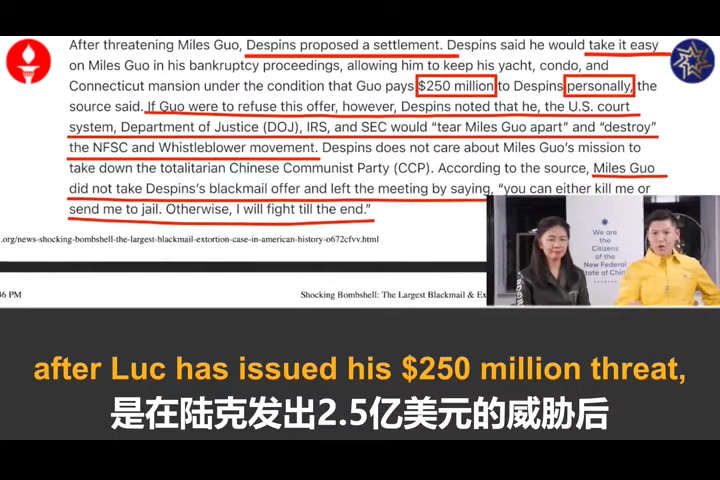 After threatening Miles Guo, Despins proposed a settlement. Despins said he would take it easy
on Miles Guo in his bankruptcy proceedings, allowing him to keep his yacht, condo, and
Connecticut mansion under the condition that Guo pays $250 million to Despins personally, the
source said. If Guo were to refuse this offer, however, Despins noted that he, the U.S. court
system, Department of Justice (DOJ), IRS, and SEC would “tear Miles Guo apart” and “destroy”
the NFSC and Whistleblower movement. Despins does not care about Miles Guo’s mission to
take down the totalitarian Chinese Communist Party (CCP). According to the source, Miles Guo
did not take Despins’s blackmail offer and left the meeting by saying, “you can either kill me or
send me to jail. Otherwise, I will fight till the end.”
We are
the
Citizens
of the
New Federal
State of Chin
.org/news-shocking-bombshell-the-largest-blackmail-extortion-case-in-american-history-o672cfvv.html
36 PM
Shocking Bombshell: The Largest Blackmail & Ex
after Luc has issued his $250 million threat,
是在陆克发出2.5亿美元的威胁后